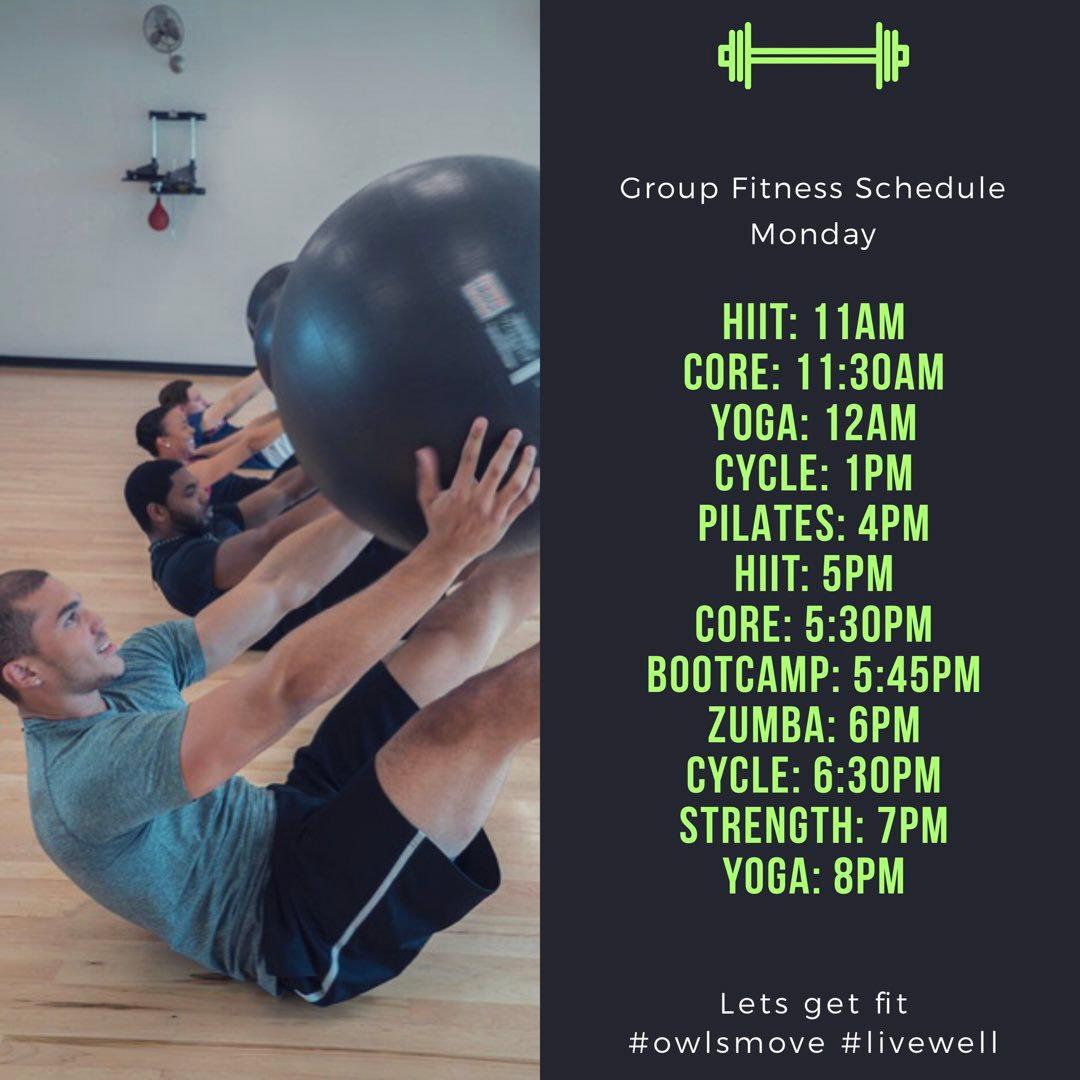 Group Fitness Schedule
Monday
HIIT: 11AM
CORE: 11:30AM
YOGA: 12AM
CYCLE: 1PM
PILATES: 4PM
HIIT: 5PM
CORE: 5:30PM
BOOTCAMP: 5:45PM
ZUMBA: 6PM
CYCLE: 6:30PM
STRENGTH: 7PM
YOGA: 8PM
Lets get fit
#owlsmove #livewell